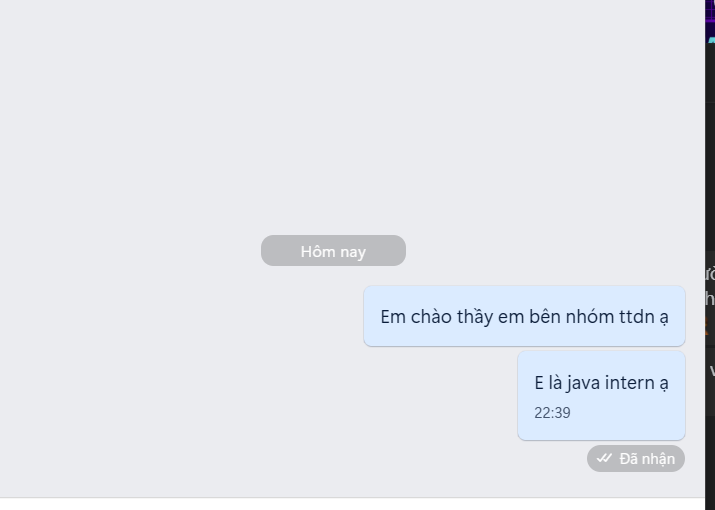 Hôm nay
Em chào thầy em bên nhóm ttdn ạ
E là java intern ạ
22:39
Đã nhận